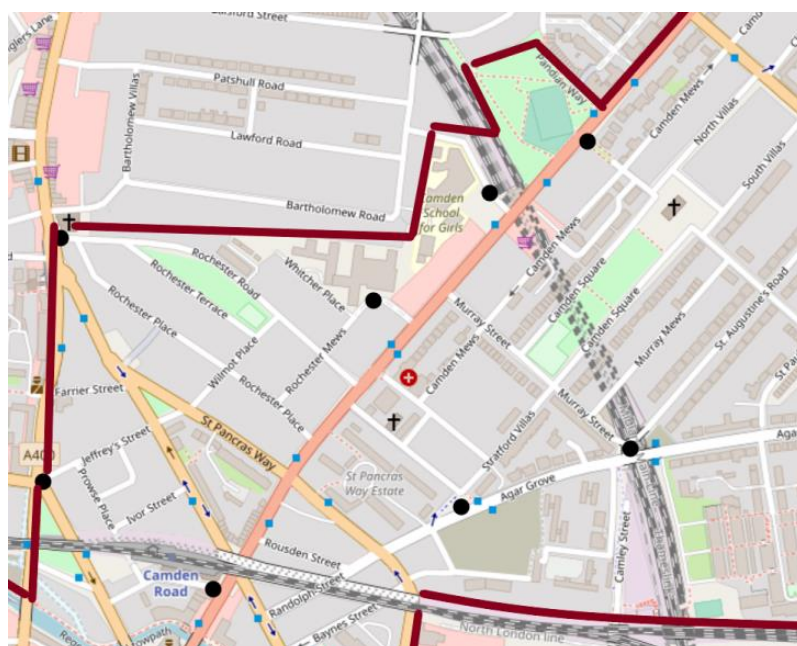 Gaisford Street
Patshull Road
Bartholomew Villas
Lawford Road
Bartholomew Road
Pandian Way
Camden Mews
North Villas
South Villas
Camden
School
for Girls
Rochester Road
Rochester Terrace
Rochester Place
Whitcher Place
Camden Mews
Camden Square
Camden Square
Murray Street
Murray Mews
St. Augustine's Road
Wilmot Place
Rochester Mews
Rochester Place
Camden Mews
Farrier Street
Jeffrey's Street
St Pancras Way
Stratford Villas
Murray Street
A400
Prowse Place
Ivor Street
St Pancras
Way Estate
Agar Grove
Agar
Camley Street
Rousden Street
Camden
Road
Randolph Street
Baynes Street
North London line